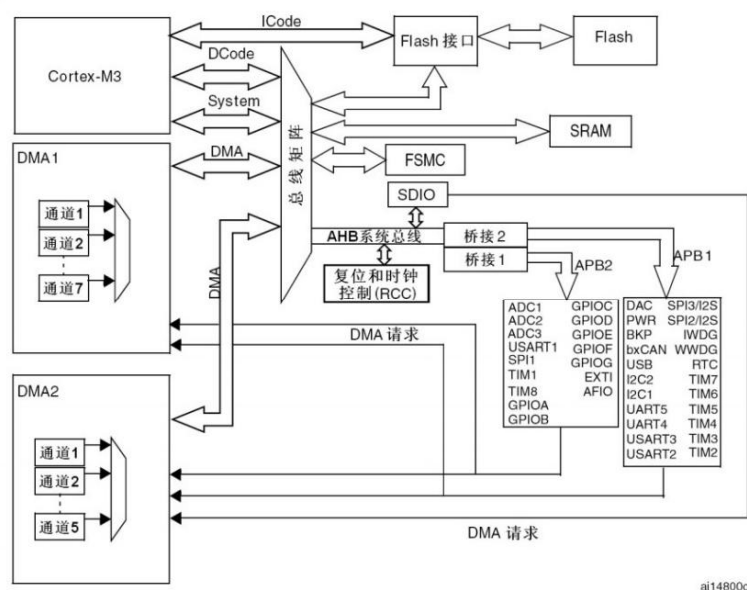 ICode
Cortex-M3
DCode
System
Flash 接口
Flash
总线矩阵
SRAM
FSMC
DMA1
DMA
通道1
通道2
通道7
SDIO
AHB系统总线
桥接 2
桥接 1
复位和时钟
控制(RCC)
APB2
APB1
DMA
DMA 请求
ADC1 GPIOC
ADC2 GPIOD
ADC3 GPIOE
USART1 GPIOF
SPI1 GPIOG
TIM1 EXTI
TIM8 AFIO
GPIOA
GPIOB
DAC SPI3/I2S
PWR SPI2/I2S
BKP IWDG
bxCAN WWDG
USB RTC
I2C2 TIM7
I2C1 TIM6
UART5 TIM5
UART4 TIM4
USART3 TIM3
USART2 TIM2
DMA2
通道1
通道2
通道5
DMA 请求
ai14800c